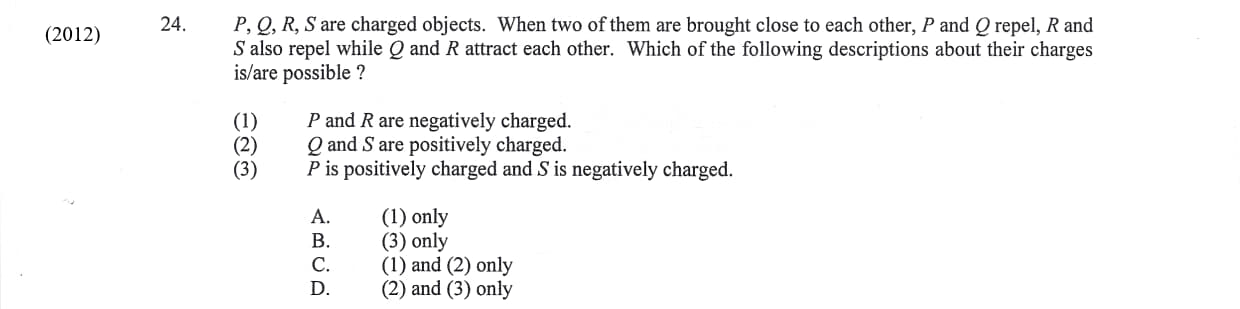 (2012) 24. P, Q, R, S are charged objects. When two of them are brought close to each other, P and Q repel, R and
S also repel while Q and R attract each other. Which of the following descriptions about their charges
is/are possible ?
(1) P and R are negatively charged.
(2) Q and S are positively charged.
(3) P is positively charged and S is negatively charged.
A. (1) only
B. (3) only
C. (1) and (2) only
D. (2) and (3) only